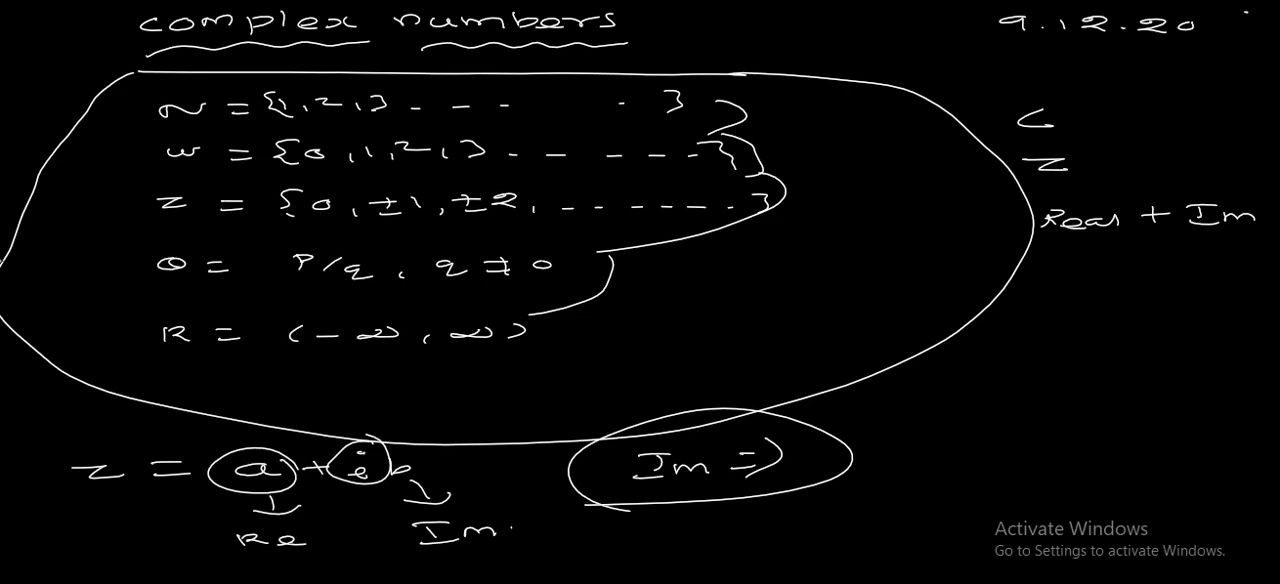 complex numbers 9.12.20
N = {1, 2, 3 - - - - }
W = {0, 1, 2, 3 - - - - - - }
Z = {0, ±1, ±2, - - - - - - - }
Q = P/q, q ≠ 0
R = (-∞, ∞)
C
Z
Real + Im
z = a + ib
Re Im.
Im ⇒
Activate Windows
Go to Settings to activate Windows.